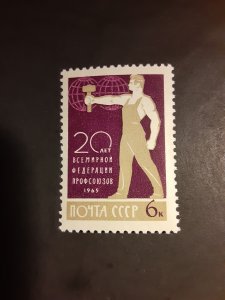 20 ЛЕТ
ВСЕМИРНОЙ
ФЕДЕРАЦИИ
ПРОФСОЮЗОВ
1965
ПОЧТА СССР 6к